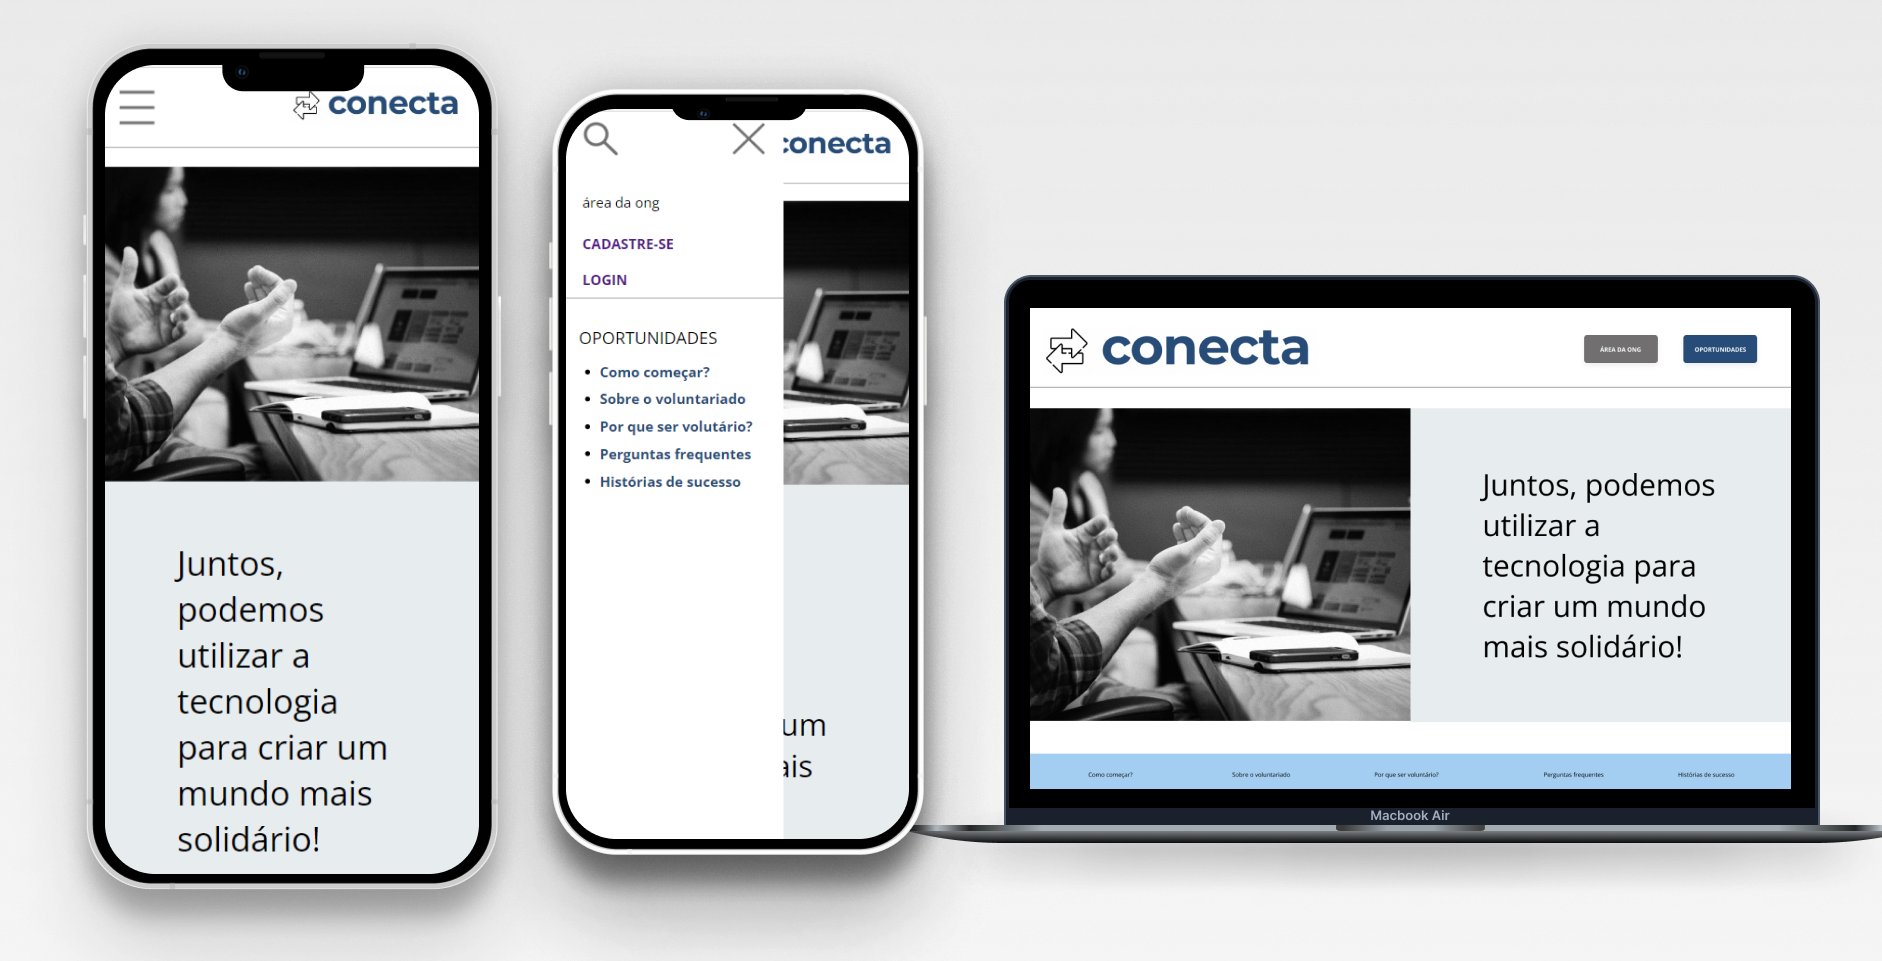 conecta
Juntos,
podemos
utilizar a
tecnologia
para criar um
mundo mais
solidário!
conecta
área da ong
CADASTRE-SE
LOGIN
OPORTUNIDADES
Como começar?
Sobre o voluntariado
Por que ser volutário?
Perguntas frequentes
Histórias de sucesso
um
ais
conecta
ÁREA DA ONG
OPORTUNIDADES
Juntos, podemos
utilizar a
tecnologia para
criar um mundo
mais solidário!
Como começar? Sobre o voluntariado Por que ser voluntário? Perguntas frequentes Histórias de sucesso
Macbook Air